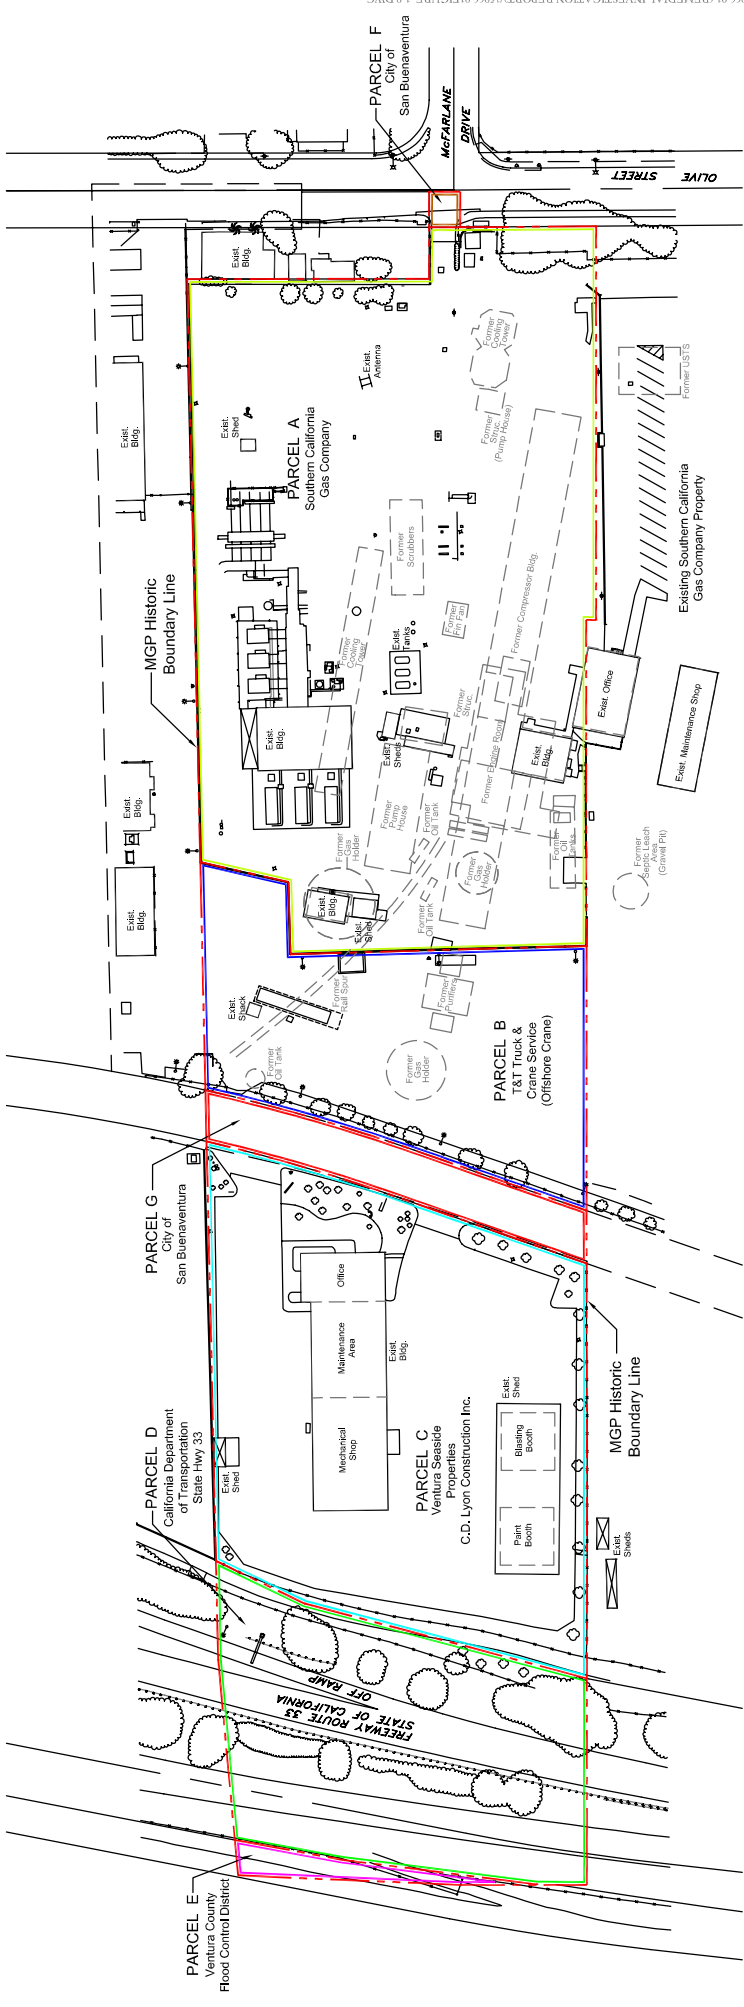 PARCEL F
City of
San Buenaventura
McFARLANE
DRIVE
OLIVE
STREET
Exist.
Bldg.
Exist.
Bldg.
Exist.
Shed
Exist.
Antenna
Former
Cooling
Tower
Former
Struc.
(Pump House)
Former USTS
PARCEL A
Southern California
Gas Company
Former
Scrubbers
Former Compressor Bldg.
Existing Southern California
Gas Company Property
MGP Historic
Boundary Line
Former
Cooling
Tower
Exist.
Tanks
Former
Fin Fan
Former
Struc.
Exist. Office
Exist. Maintenance Shop
Exist.
Bldg.
Exist.
Sheds
Former Engine Room
Exist.
Bldg.
Exist.
Bldg.
Exist.
Bldg.
Former
Pump
House
Former
Oil Tank
Former
Gas
Holder
Former
Gas
Holder
Former
Oil
Tanks
Former
Septic Leach
Area
(Gravel Pit)
Exist.
Bldg.
Exist.
Shed
Former
Oil Tank
Exist.
Shack
Former
Rail Spur
Former
Purifiers
Former
Oil Tank
Former
Gas
Holder
PARCEL B
T&T Truck &
Crane Service
(Offshore Crane)
PARCEL G
City of
San Buenaventura
Office
Maintenance
Area
Mechanical
Shop
Exist.
Bldg.
PARCEL C
Ventura Seaside
Properties
C.D. Lyon Construction Inc.
Exist.
Shed
Blasting
Booth
Paint
Booth
MGP Historic
Boundary Line
Exist.
Sheds
PARCEL D
California Department
of Transportation
State Hwy 33
Exist.
Shed
OFF RAMP
FREEWAY ROUTE 33
STATE OF CALIFORNIA
PARCEL E
Ventura County
Flood Control District